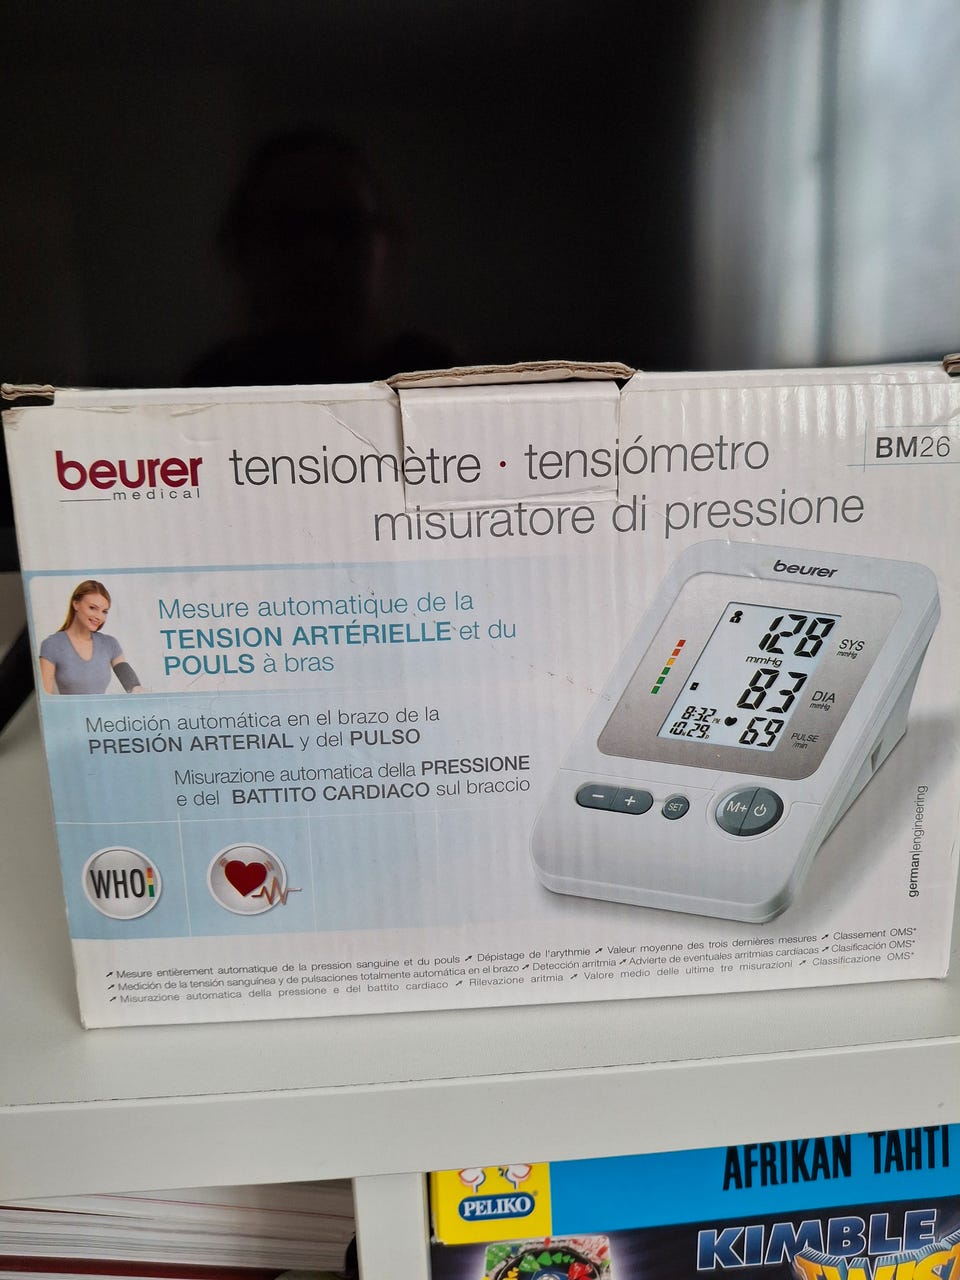 beurer
medical
tensiomètre · tensiómetro
misuratore di pressione
BM26
Mesure automatique de la
TENSION ARTÉRIELLE et du
POULS à bras
Medición automática en el brazo de la
PRESIÓN ARTERIAL y del PULSO
Misurazione automatica della PRESSIONE
e del BATTITO CARDIACO sul braccio
WHO
beurer
128
SYS
mmHg
mmHg
83
DIA
mmHg
8:32 PM
10.29.
69
PULSE
/min
− +
SET
M+
german|engineering
Mesure entièrement automatique de la pression sanguine et du pouls Dépistage de l'arythmie Valeur moyenne des trois dernières mesures Classement OMS*
Medición de la tensión sanguínea y de pulsaciones totalmente automática en el brazo Detección arritmia Advierte de eventuales arritmias cardíacas Clasificación OMS*
Misurazione automatica della pressione e del battito cardiaco Rilevazione aritmia Valore medio delle ultime tre misurazioni Classificazione OMS*
AFRIKAN TAHTI
PELIKO
KIMBLE